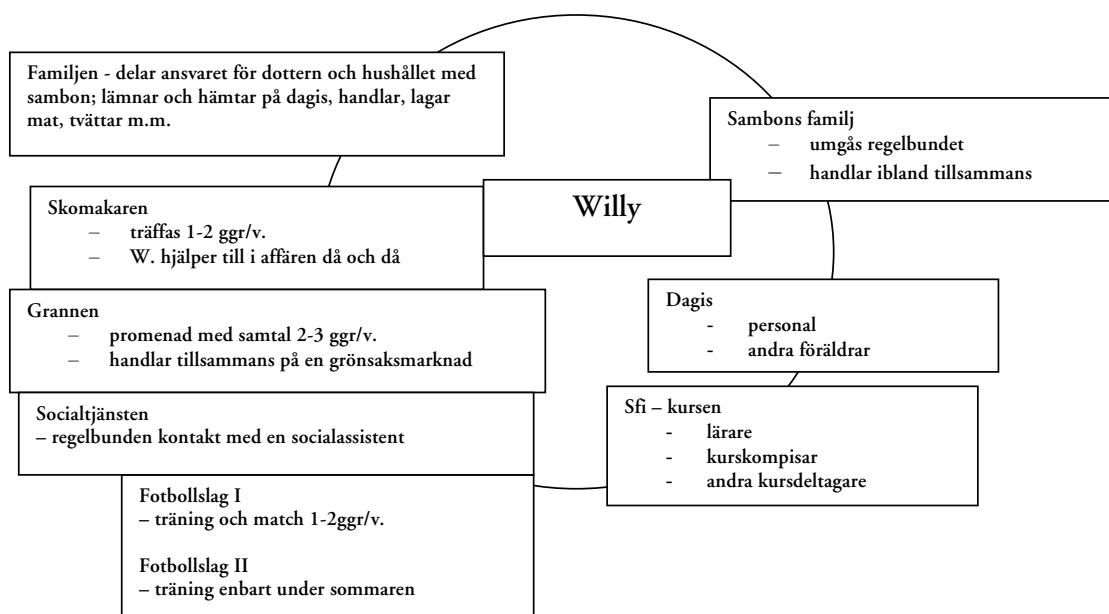 Familjen - delar ansvaret för dottern och hushållet med
sambon; lämnar och hämtar på dagis, handlar, lagar
mat, tvättar m.m.
Sambons familj
– umgås regelbundet
– handlar ibland tillsammans
Willy
Skomakaren
– träffas 1-2 ggr/v.
– W. hjälper till i affären då och då
Grannen
– promenad med samtal 2-3 ggr/v.
– handlar tillsammans på en grönsaksmarknad
Dagis
- personal
- andra föräldrar
Socialtjänsten
– regelbunden kontakt med en socialassistent
Sfi – kursen
- lärare
- kurskompisar
- andra kursdeltagare
Fotbollslag I
– träning och match 1-2ggr/v.
Fotbollslag II
– träning enbart under sommaren